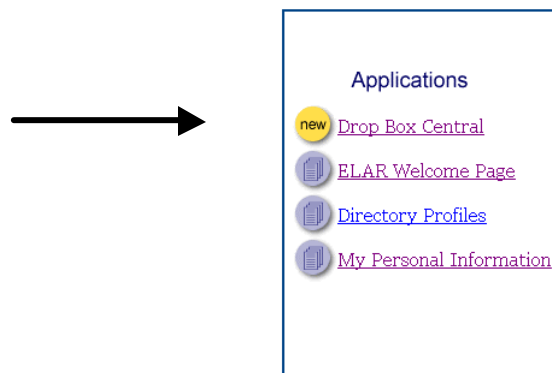 Applications
new Drop Box Central
ELAR Welcome Page
Directory Profiles
My Personal Information